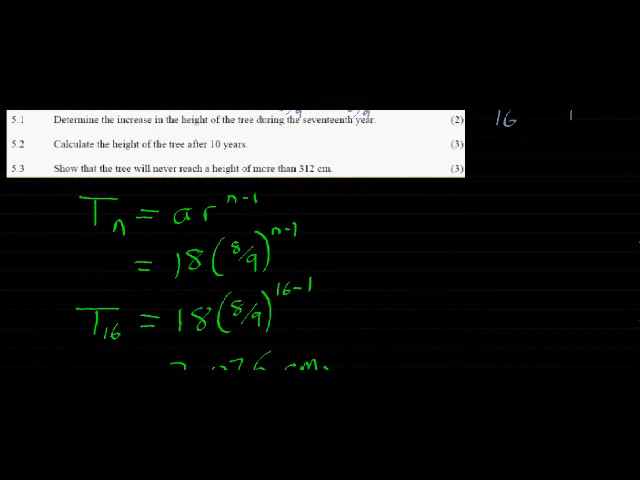 5.1 Determine the increase in the height of the tree during the seventeenth year. (2) 16
5.2 Calculate the height of the tree after 10 years. (3)
5.3 Show that the tree will never reach a height of more than 312 cm. (3)
Tn = ar^n-1
= 18(8/9)^n-1
T16 = 18(8/9)^16-1